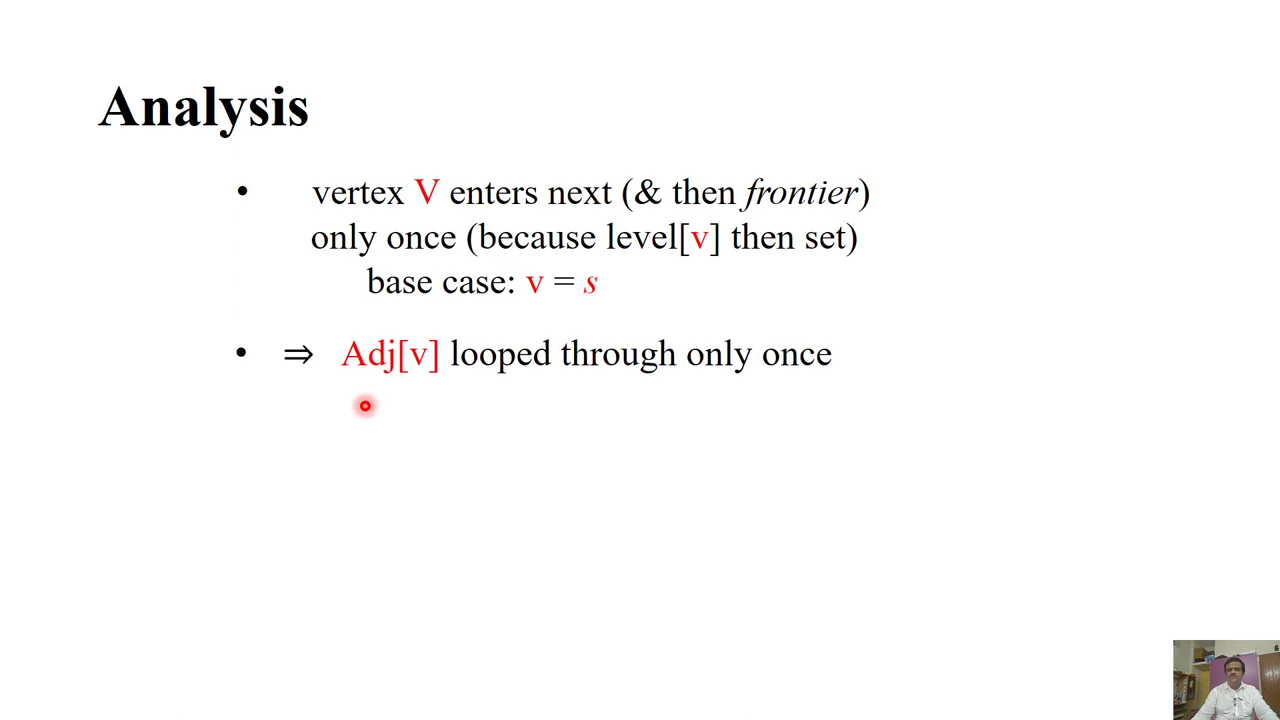 Analysis
• vertex V enters next (& then frontier)
only once (because level[v] then set)
base case: v = s
• ⇒ Adj[v] looped through only once